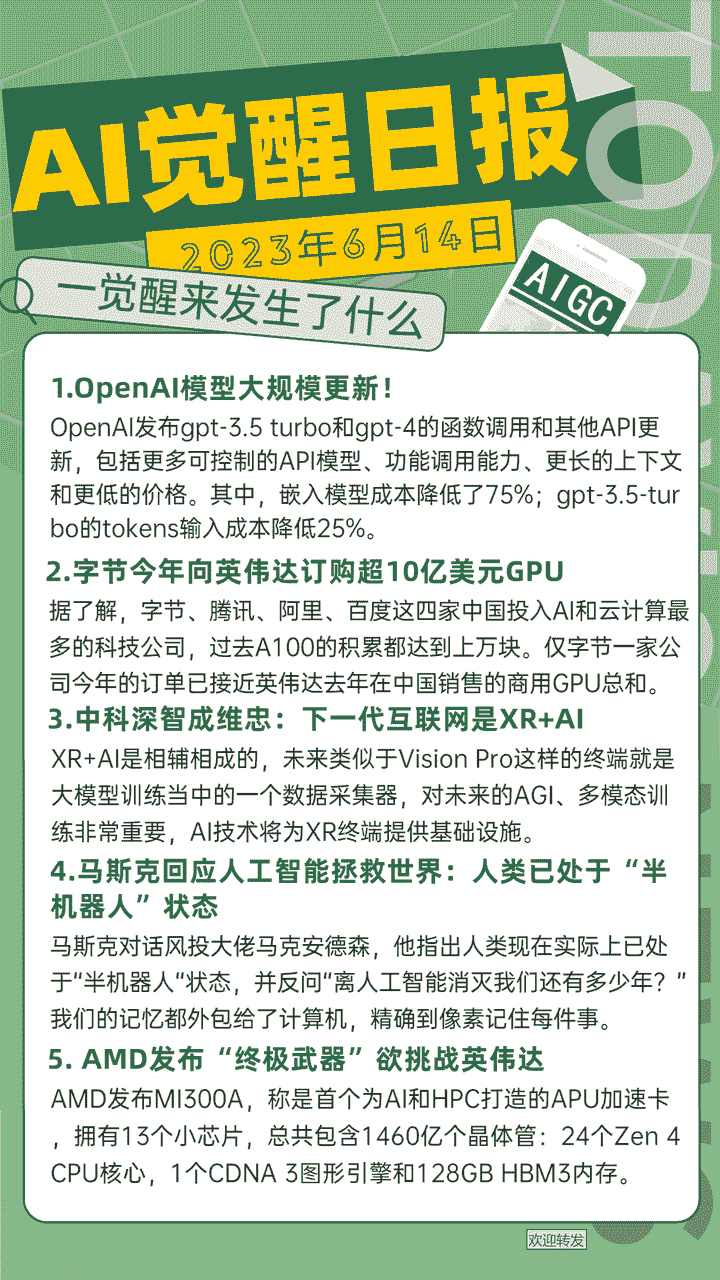 AI觉醒日报
2023年6月14日
一觉醒来发生了什么
AIGC
1.OpenAI模型大规模更新！
OpenAI发布gpt-3.5 turbo和gpt-4的函数调用和其他API更
新，包括更多可控制的API模型、功能调用能力、更长的上下文
和更低的价格。其中，嵌入模型成本降低了75%；gpt-3.5-tur
bo的tokens输入成本降低25%。
2.字节今年向英伟达订购超10亿美元GPU
据了解，字节、腾讯、阿里、百度这四家中国投入AI和云计算最
多的科技公司，过去A100的积累都达到上万块。仅字节一家公
司今年的订单已接近英伟达去年在中国销售的商用GPU总和。
3.中科深智成维忠：下一代互联网是XR+AI
XR+AI是相辅相成的，未来类似于Vision Pro这样的终端就是
大模型训练当中的一个数据采集器，对未来的AGI、多模态训
练非常重要，AI技术将为XR终端提供基础设施。
4.马斯克回应人工智能拯救世界：人类已处于“半
机器人”状态
马斯克对话风投大佬马克安德森，他指出人类现在实际上已处
于“半机器人“状态，并反问“离人工智能消灭我们还有多少年？”
我们的记忆都外包给了计算机，精确到像素记住每件事。
5. AMD发布“终极武器”欲挑战英伟达
AMD发布MI300A，称是首个为AI和HPC打造的APU加速卡
，拥有13个小芯片，总共包含1460亿个晶体管：24个Zen 4
CPU核心，1个CDNA 3图形引擎和128GB HBM3内存。
欢迎转发